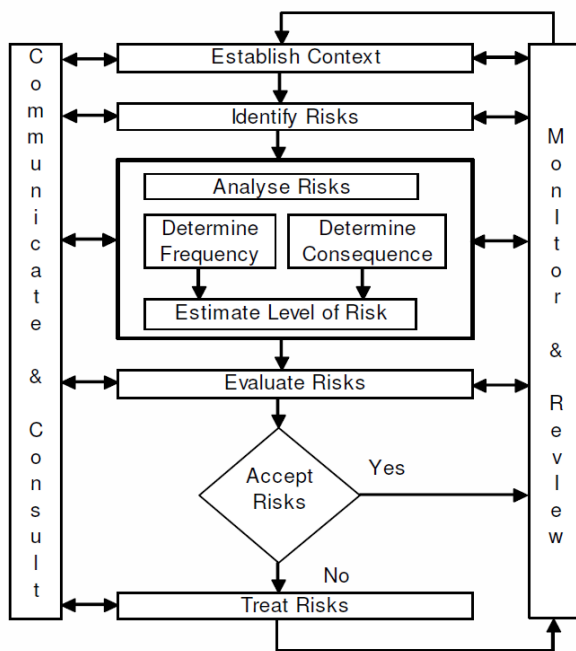 Establish Context
Identify Risks
Analyse Risks
Determine
Frequency
Determine
Consequence
Estimate Level of Risk
Evaluate Risks
Accept
Risks
Yes
No
Treat Risks
Communicate & Consult
MonItor & RevIew